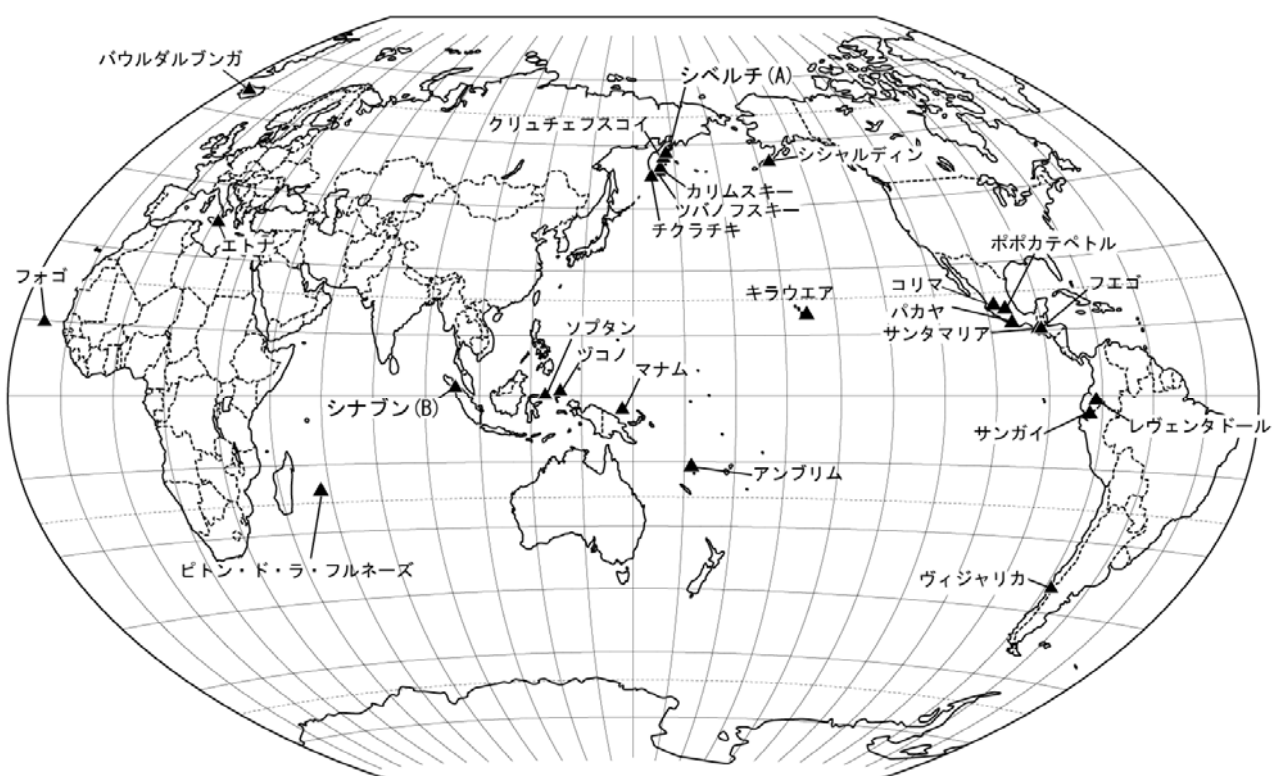 バウルダルブンガ
シベルチ(A)
クリュチェフスコイ
シシャルディン
カリムスキー
ヅパノフスキー
チクラチキ
エトナ
ポポカテペトル
フォゴ
コリマ
フエゴ
キラウエア
パカヤ
サンタマリア
ソプタン
ヅコノ
マナム
シナブン(B)
サンガイ
レヴェンタドール
アンブリム
ピトン・ド・ラ・フルネーズ
ヴィジャリカ